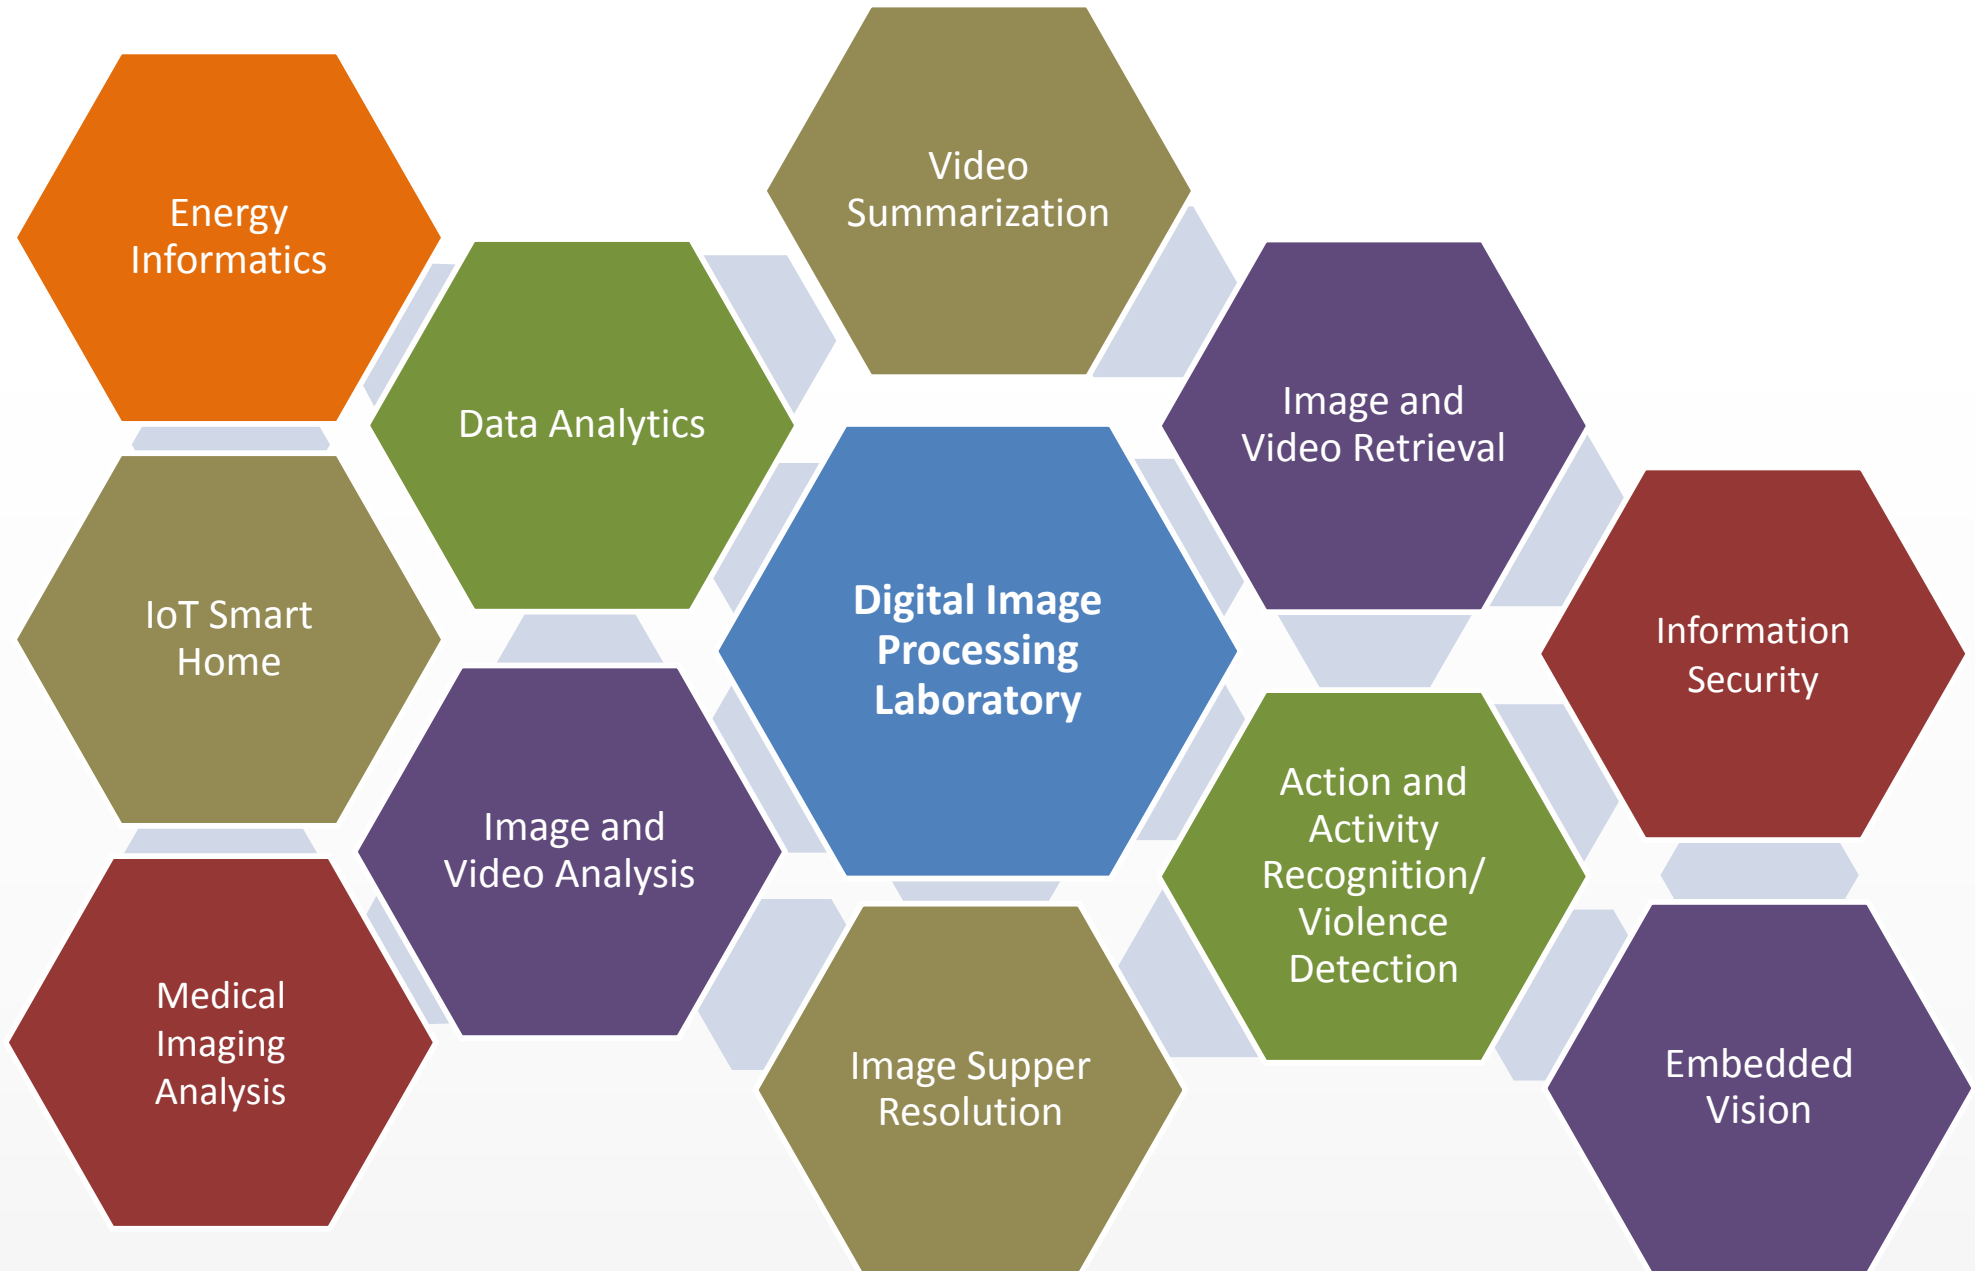 Energy
Informatics
Video
Summarization
Data Analytics
Image and
Video Retrieval
IoT Smart
Home
Digital Image
Processing
Laboratory
Information
Security
Image and
Video Analysis
Action and
Activity
Recognition/
Violence
Detection
Medical
Imaging
Analysis
Image Supper
Resolution
Embedded
Vision